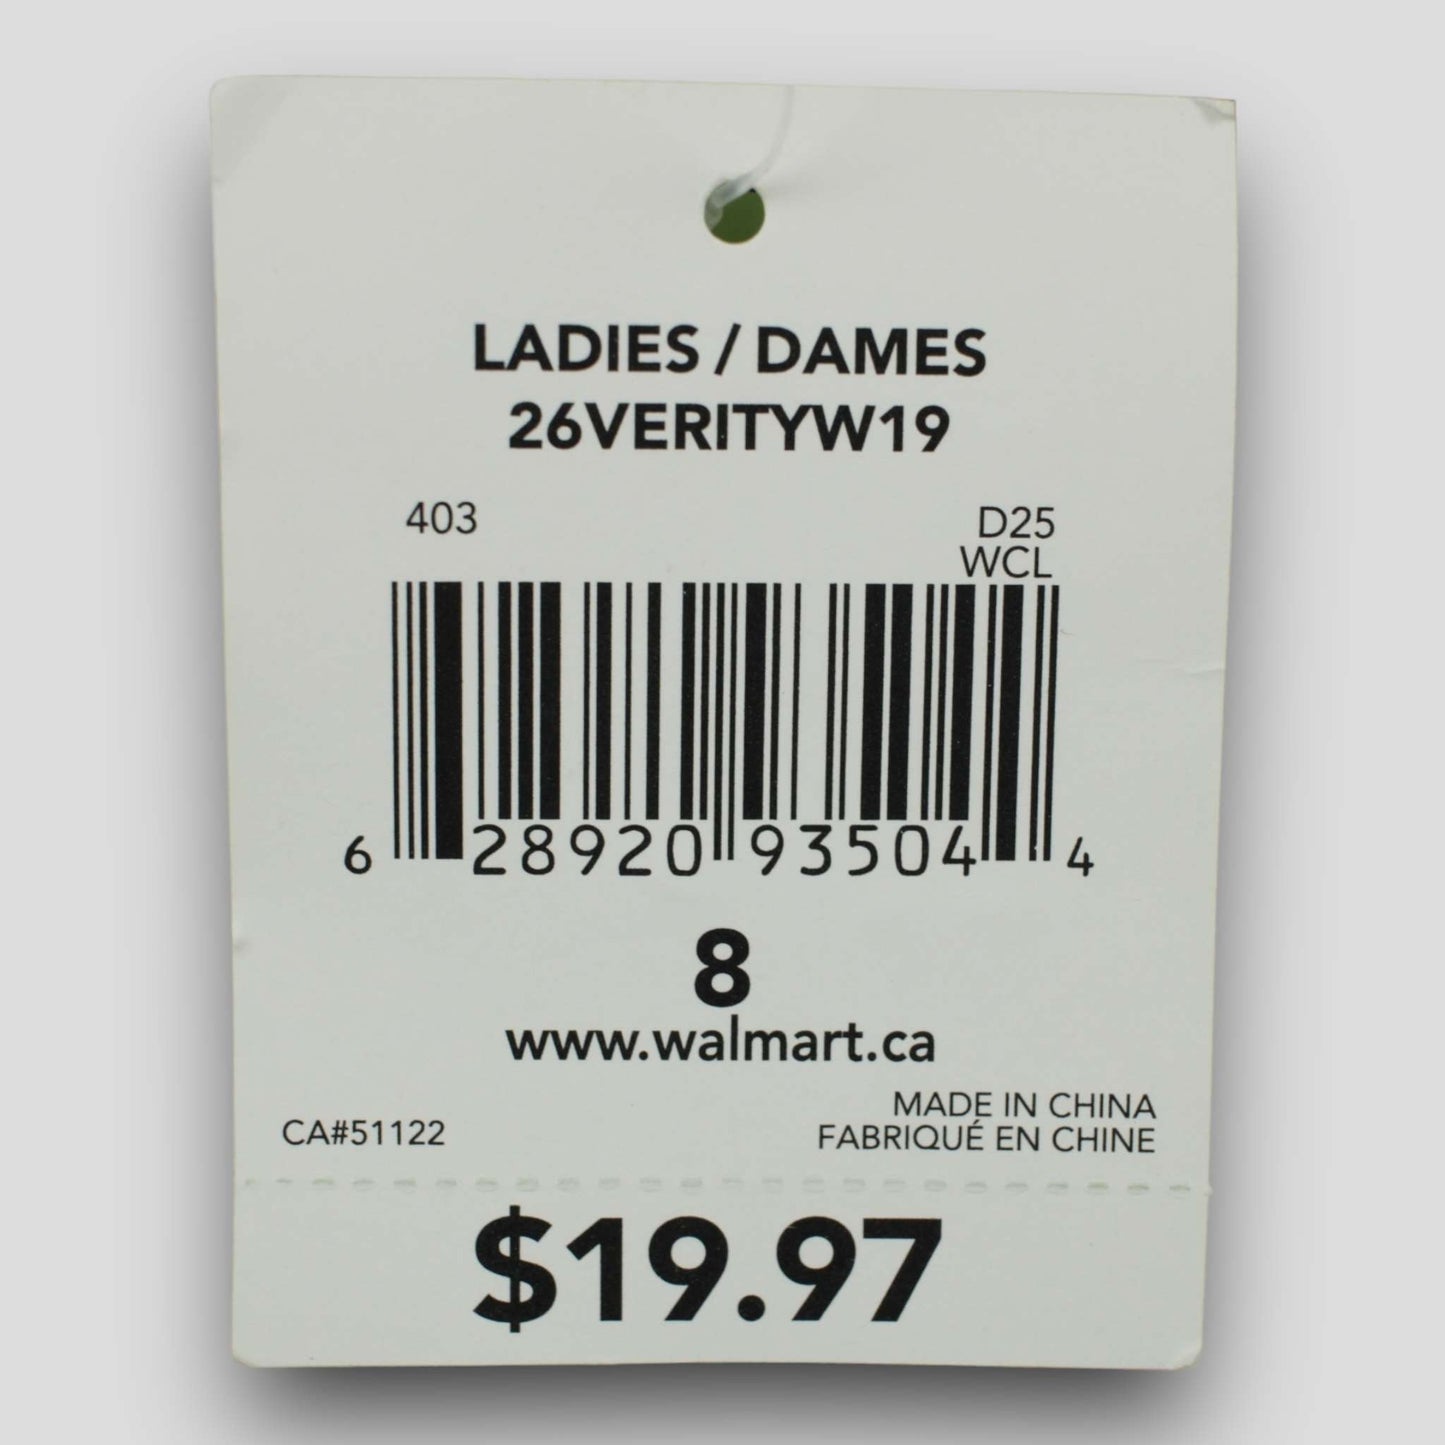 LADIES / DAMES
26VERITYW19
403
D25
WCL
6 28920 93504 4
8
www.walmart.ca
MADE IN CHINA
CA#51122
FABRIQUÉ EN CHINE
$19.97